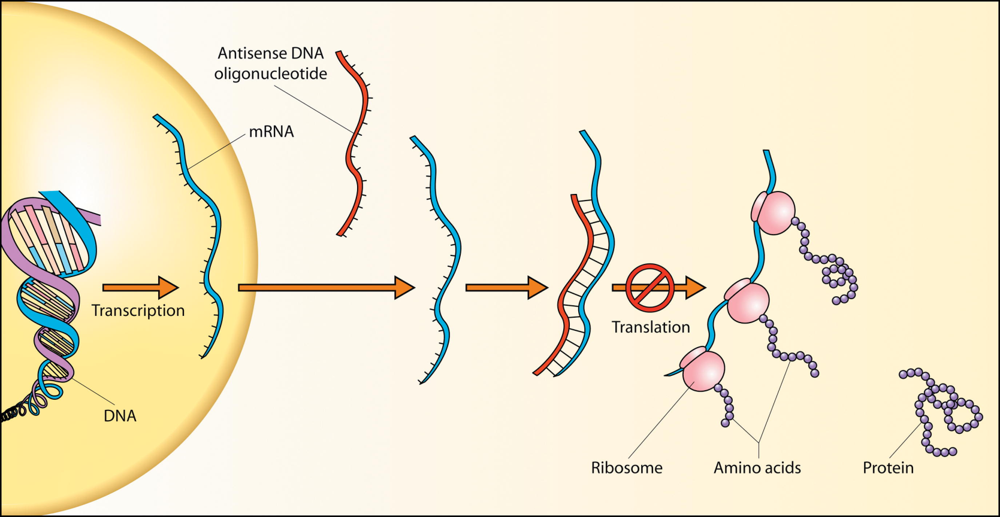 Antisense DNA
oligonucleotide
mRNA
Transcription
Translation
DNA
Ribosome
Amino acids
Protein